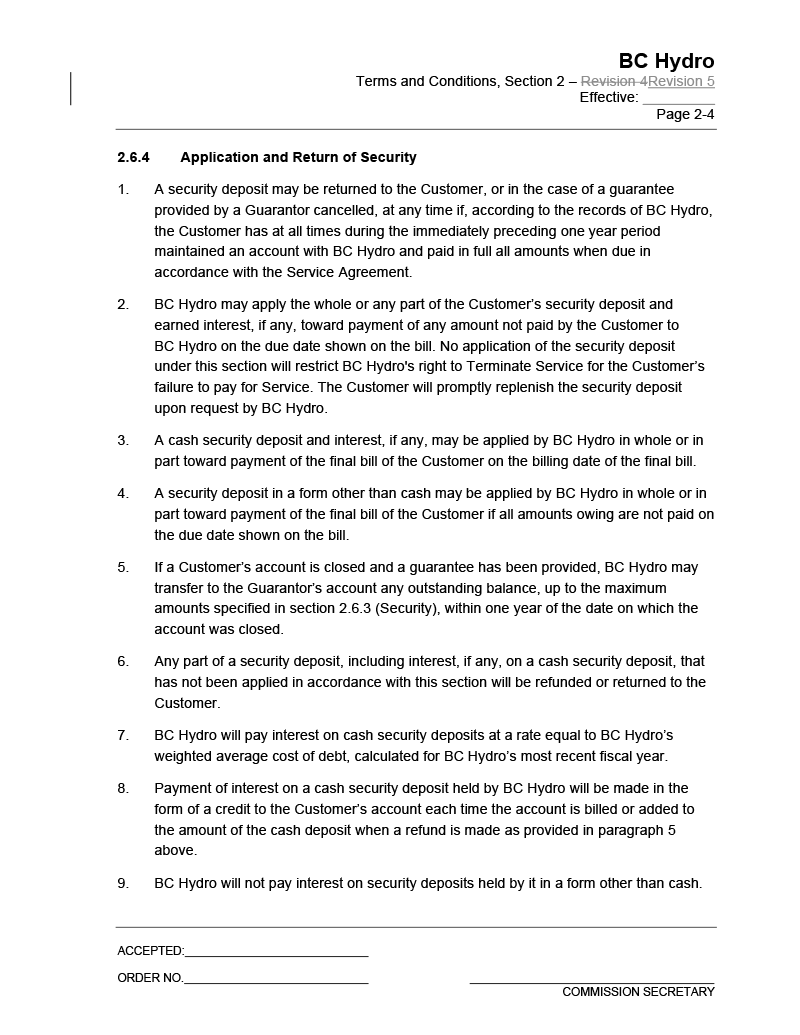 BC Hydro
Terms and Conditions, Section 2 – Revision 4Revision 5
Effective: _________
Page 2-4
2.6.4 Application and Return of Security
1. A security deposit may be returned to the Customer, or in the case of a guarantee
provided by a Guarantor cancelled, at any time if, according to the records of BC Hydro,
the Customer has at all times during the immediately preceding one year period
maintained an account with BC Hydro and paid in full all amounts when due in
accordance with the Service Agreement.
2. BC Hydro may apply the whole or any part of the Customer’s security deposit and
earned interest, if any, toward payment of any amount not paid by the Customer to
BC Hydro on the due date shown on the bill. No application of the security deposit
under this section will restrict BC Hydro's right to Terminate Service for the Customer’s
failure to pay for Service. The Customer will promptly replenish the security deposit
upon request by BC Hydro.
3. A cash security deposit and interest, if any, may be applied by BC Hydro in whole or in
part toward payment of the final bill of the Customer on the billing date of the final bill.
4. A security deposit in a form other than cash may be applied by BC Hydro in whole or in
part toward payment of the final bill of the Customer if all amounts owing are not paid on
the due date shown on the bill.
5. If a Customer’s account is closed and a guarantee has been provided, BC Hydro may
transfer to the Guarantor’s account any outstanding balance, up to the maximum
amounts specified in section 2.6.3 (Security), within one year of the date on which the
account was closed.
6. Any part of a security deposit, including interest, if any, on a cash security deposit, that
has not been applied in accordance with this section will be refunded or returned to the
Customer.
7. BC Hydro will pay interest on cash security deposits at a rate equal to BC Hydro’s
weighted average cost of debt, calculated for BC Hydro’s most recent fiscal year.
8. Payment of interest on a cash security deposit held by BC Hydro will be made in the
form of a credit to the Customer’s account each time the account is billed or added to
the amount of the cash deposit when a refund is made as provided in paragraph 5
above.
9. BC Hydro will not pay interest on security deposits held by it in a form other than cash.
ACCEPTED:___________________________
ORDER NO.___________________________
COMMISSION SECRETARY